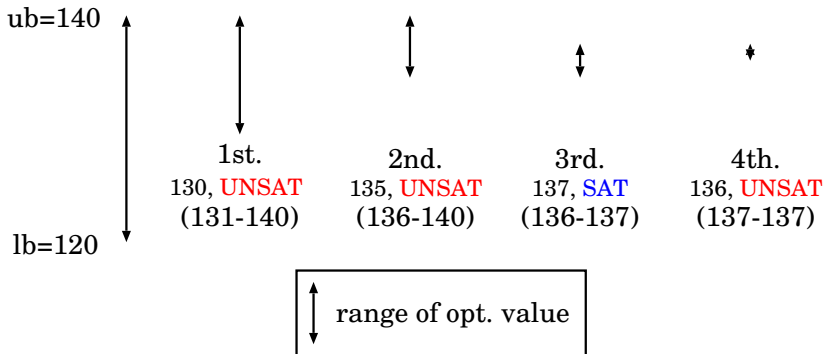 ub=140
1st. 2nd. 3rd. 4th.
130, UNSAT 135, UNSAT 137, SAT 136, UNSAT
(131-140) (136-140) (136-137) (137-137)
lb=120
range of opt. value